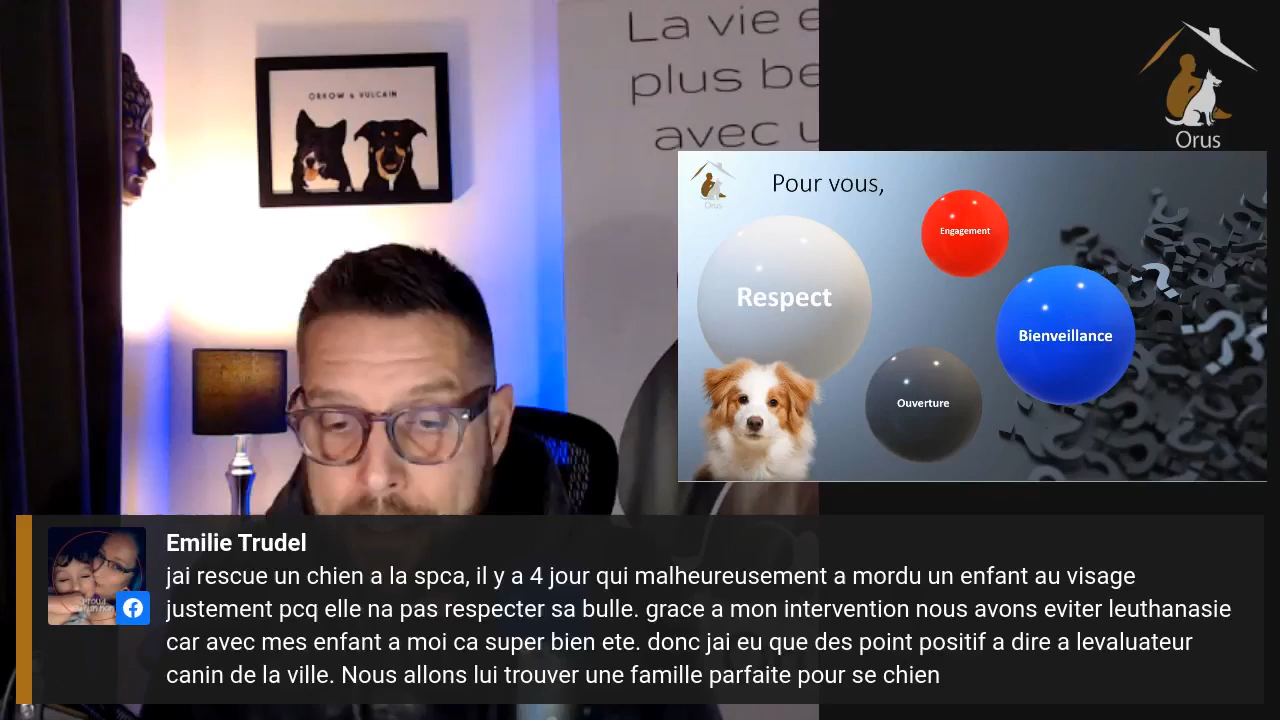 ORROW & VULCAIN
La vie e
plus be
avec u
Orus
Orus
Pour vous,
Engagement
Respect
Bienveillance
Ouverture
Emilie Trudel
jai rescue un chien a la spca, il y a 4 jour qui malheureusement a mordu un enfant au visage
justement pcq elle na pas respecter sa bulle. grace a mon intervention nous avons eviter leuthanasie
car avec mes enfant a moi ca super bien ete. donc jai eu que des point positif a dire a levaluateur
canin de la ville. Nous allons lui trouver une famille parfaite pour se chien